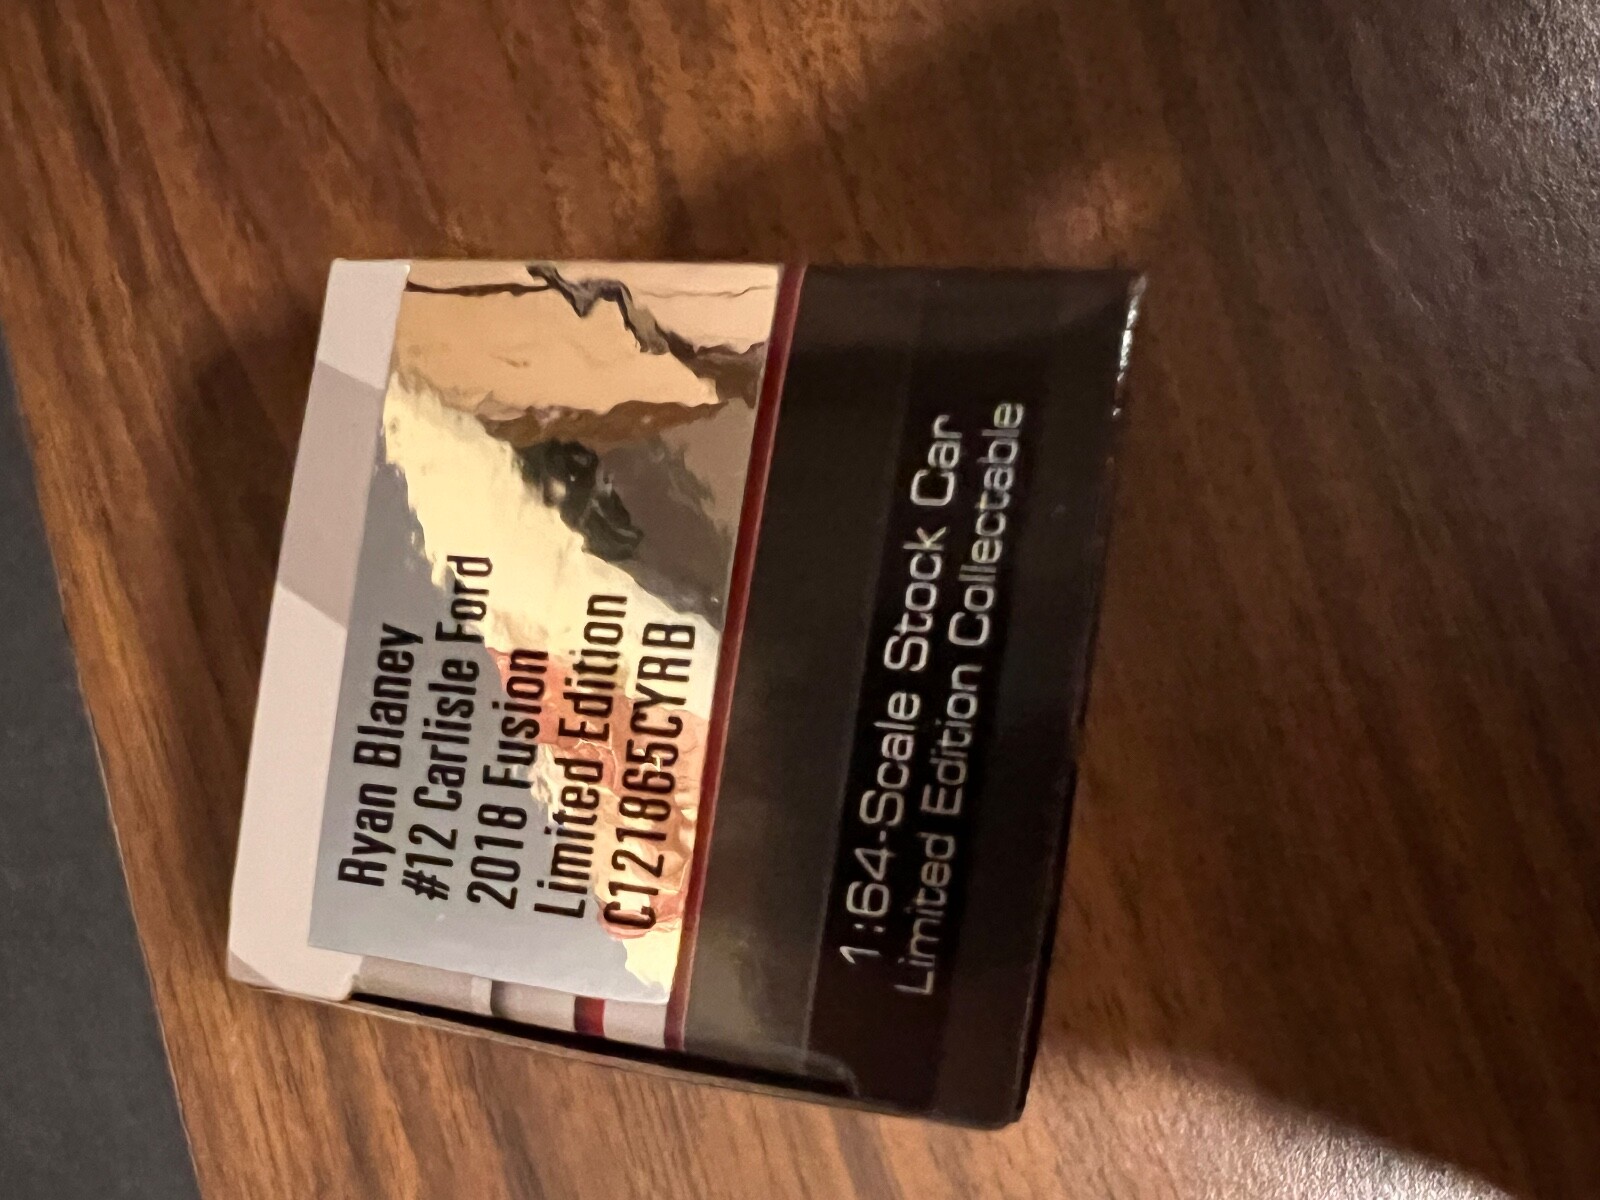 Ryan Blaney
#12 Carlisle Ford
2018 Fusion
Limited Edition
C121865CYRB
1:64-Scale Stock Car
Limited Edition Collectable